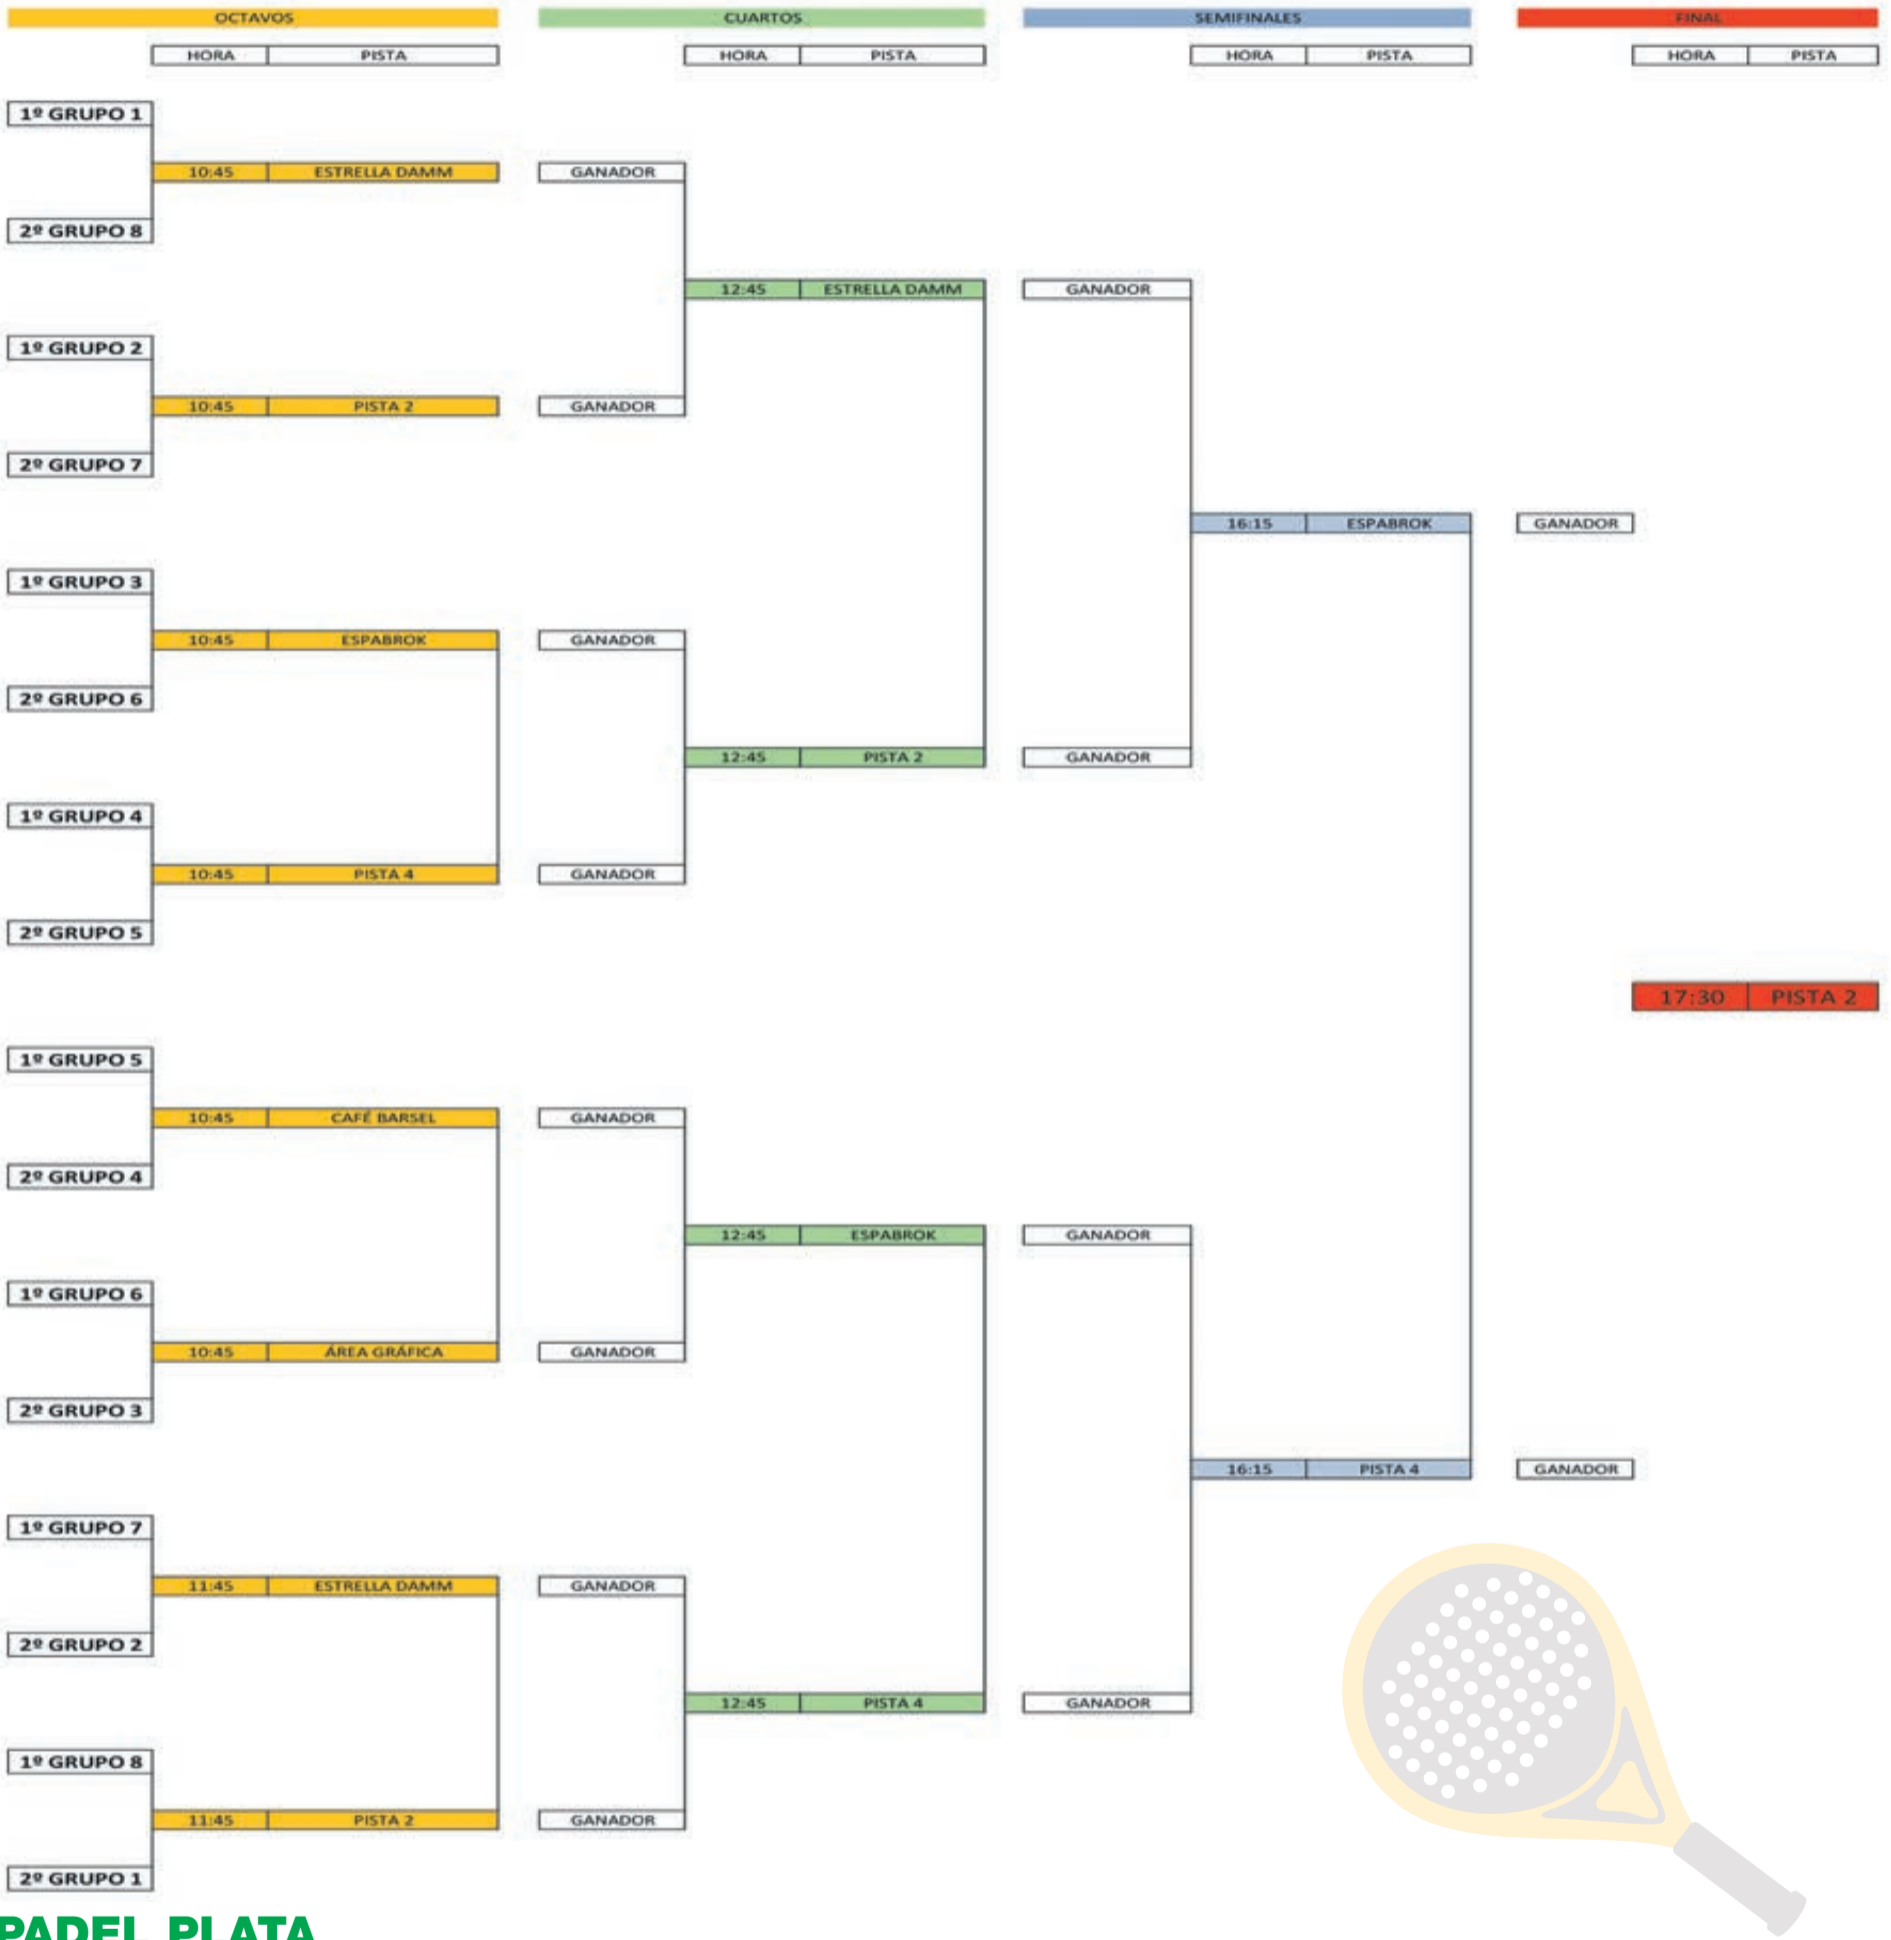 OCTAVOS CUARTOS SEMIFINALES FINAL
HORA PISTA HORA PISTA HORA PISTA HORA PISTA
1º GRUPO 1
10:45 ESTRELLA DAMM GANADOR
2º GRUPO 8
12:45 ESTRELLA DAMM GANADOR
1º GRUPO 2
10:45 PISTA 2 GANADOR
2º GRUPO 7
16:15 ESPABROK GANADOR
1º GRUPO 3
10:45 ESPABROK GANADOR
2º GRUPO 6
12:45 PISTA 2 GANADOR
1º GRUPO 4
10:45 PISTA 4 GANADOR
2º GRUPO 5
17:30 PISTA 2
1º GRUPO 5
10:45 CAFÉ BARSEL GANADOR
2º GRUPO 4
12:45 ESPABROK GANADOR
1º GRUPO 6
10:45 ÁREA GRÁFICA GANADOR
2º GRUPO 3
16:15 PISTA 4 GANADOR
1º GRUPO 7
11:45 ESTRELLA DAMM GANADOR
2º GRUPO 2
12:45 PISTA 4 GANADOR
1º GRUPO 8
11:45 PISTA 2 GANADOR
2º GRUPO 1
PADEL PLATA